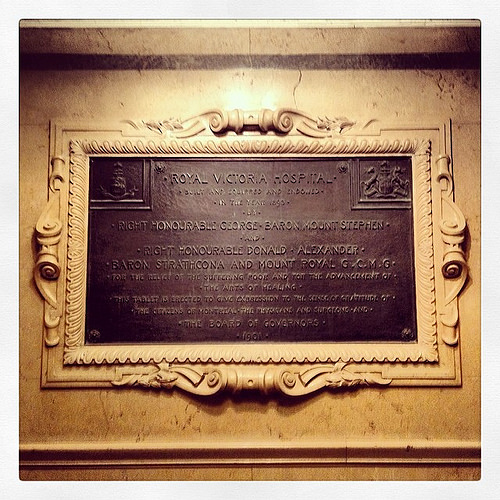 · ROYAL VICTORIA HOSPITAL ·
BUILT AND EQUIPPED AND ENDOWED ·
· IN THE YEAR 1893 ·
· BY ·
· RIGHT HONOURABLE GEORGE · BARON MOUNT STEPHEN ·
· AND ·
· RIGHT HONOURABLE DONALD · ALEXANDER ·
BARON STRATHCONA AND MOUNT ROYAL G.C.M.G.
· FOR THE RELIEF OF THE SUFFERING POOR AND FOR THE ADVANCEMENT OF ·
· THE ARTS OF HEALING ·
· THIS TABLET IS ERECTED TO GIVE EXPRESSION TO THE SENSE OF GRATITUDE OF ·
· THE CITIZENS OF MONTREAL · THE PHYSICIANS AND SURGEONS · AND ·
· THE BOARD OF GOVERNORS ·
· 1901 ·